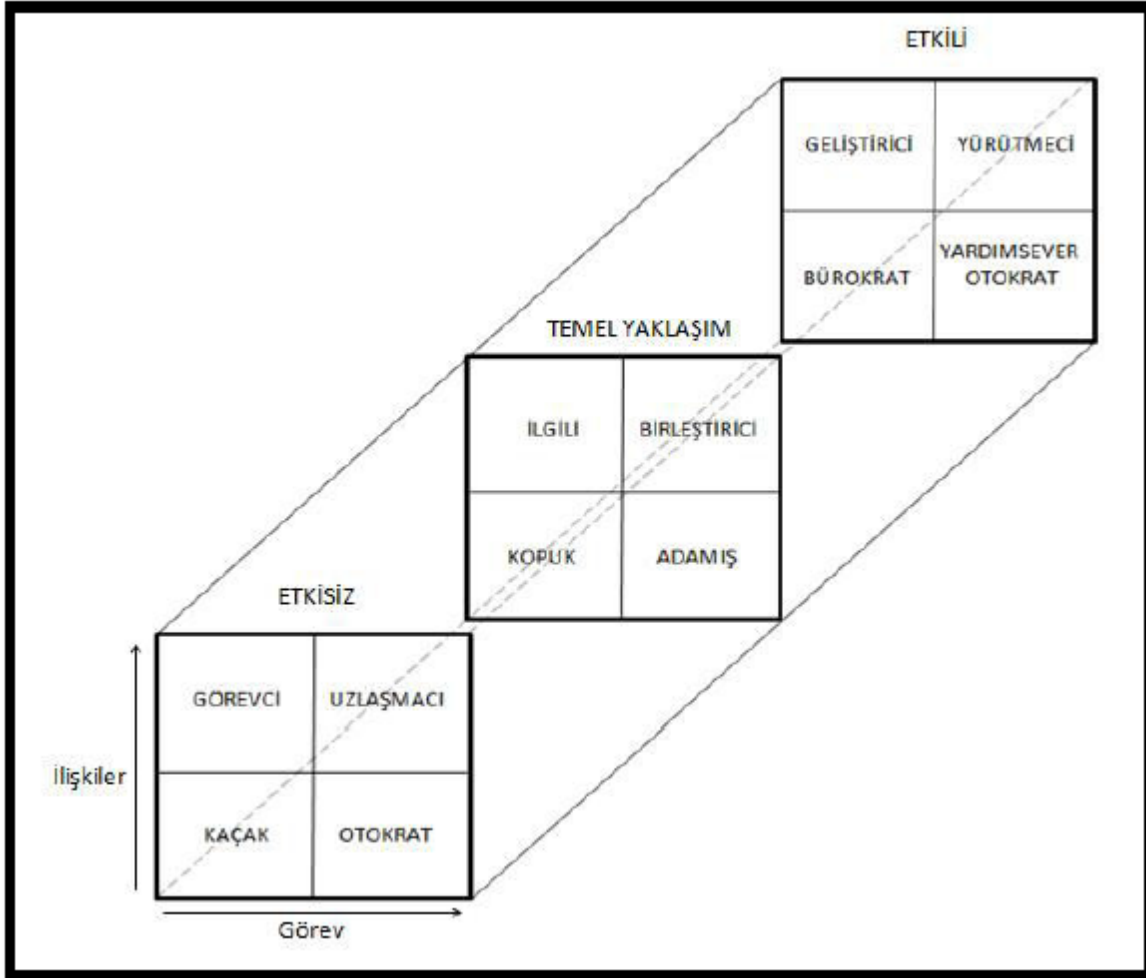 ETKİLİ
GELİŞTİRİCİ
YÜRÜTMECİ
BÜROKRAT
YARDIMSEVER
OTOKRAT
TEMEL YAKLAŞIM
İLGİLİ
BİRLEŞTİRİCİ
KOPUK
ADAMIŞ
ETKİSİZ
GÖREVCİ
UZLAŞMACI
KAÇAK
OTOKRAT
İlişkiler
Görev